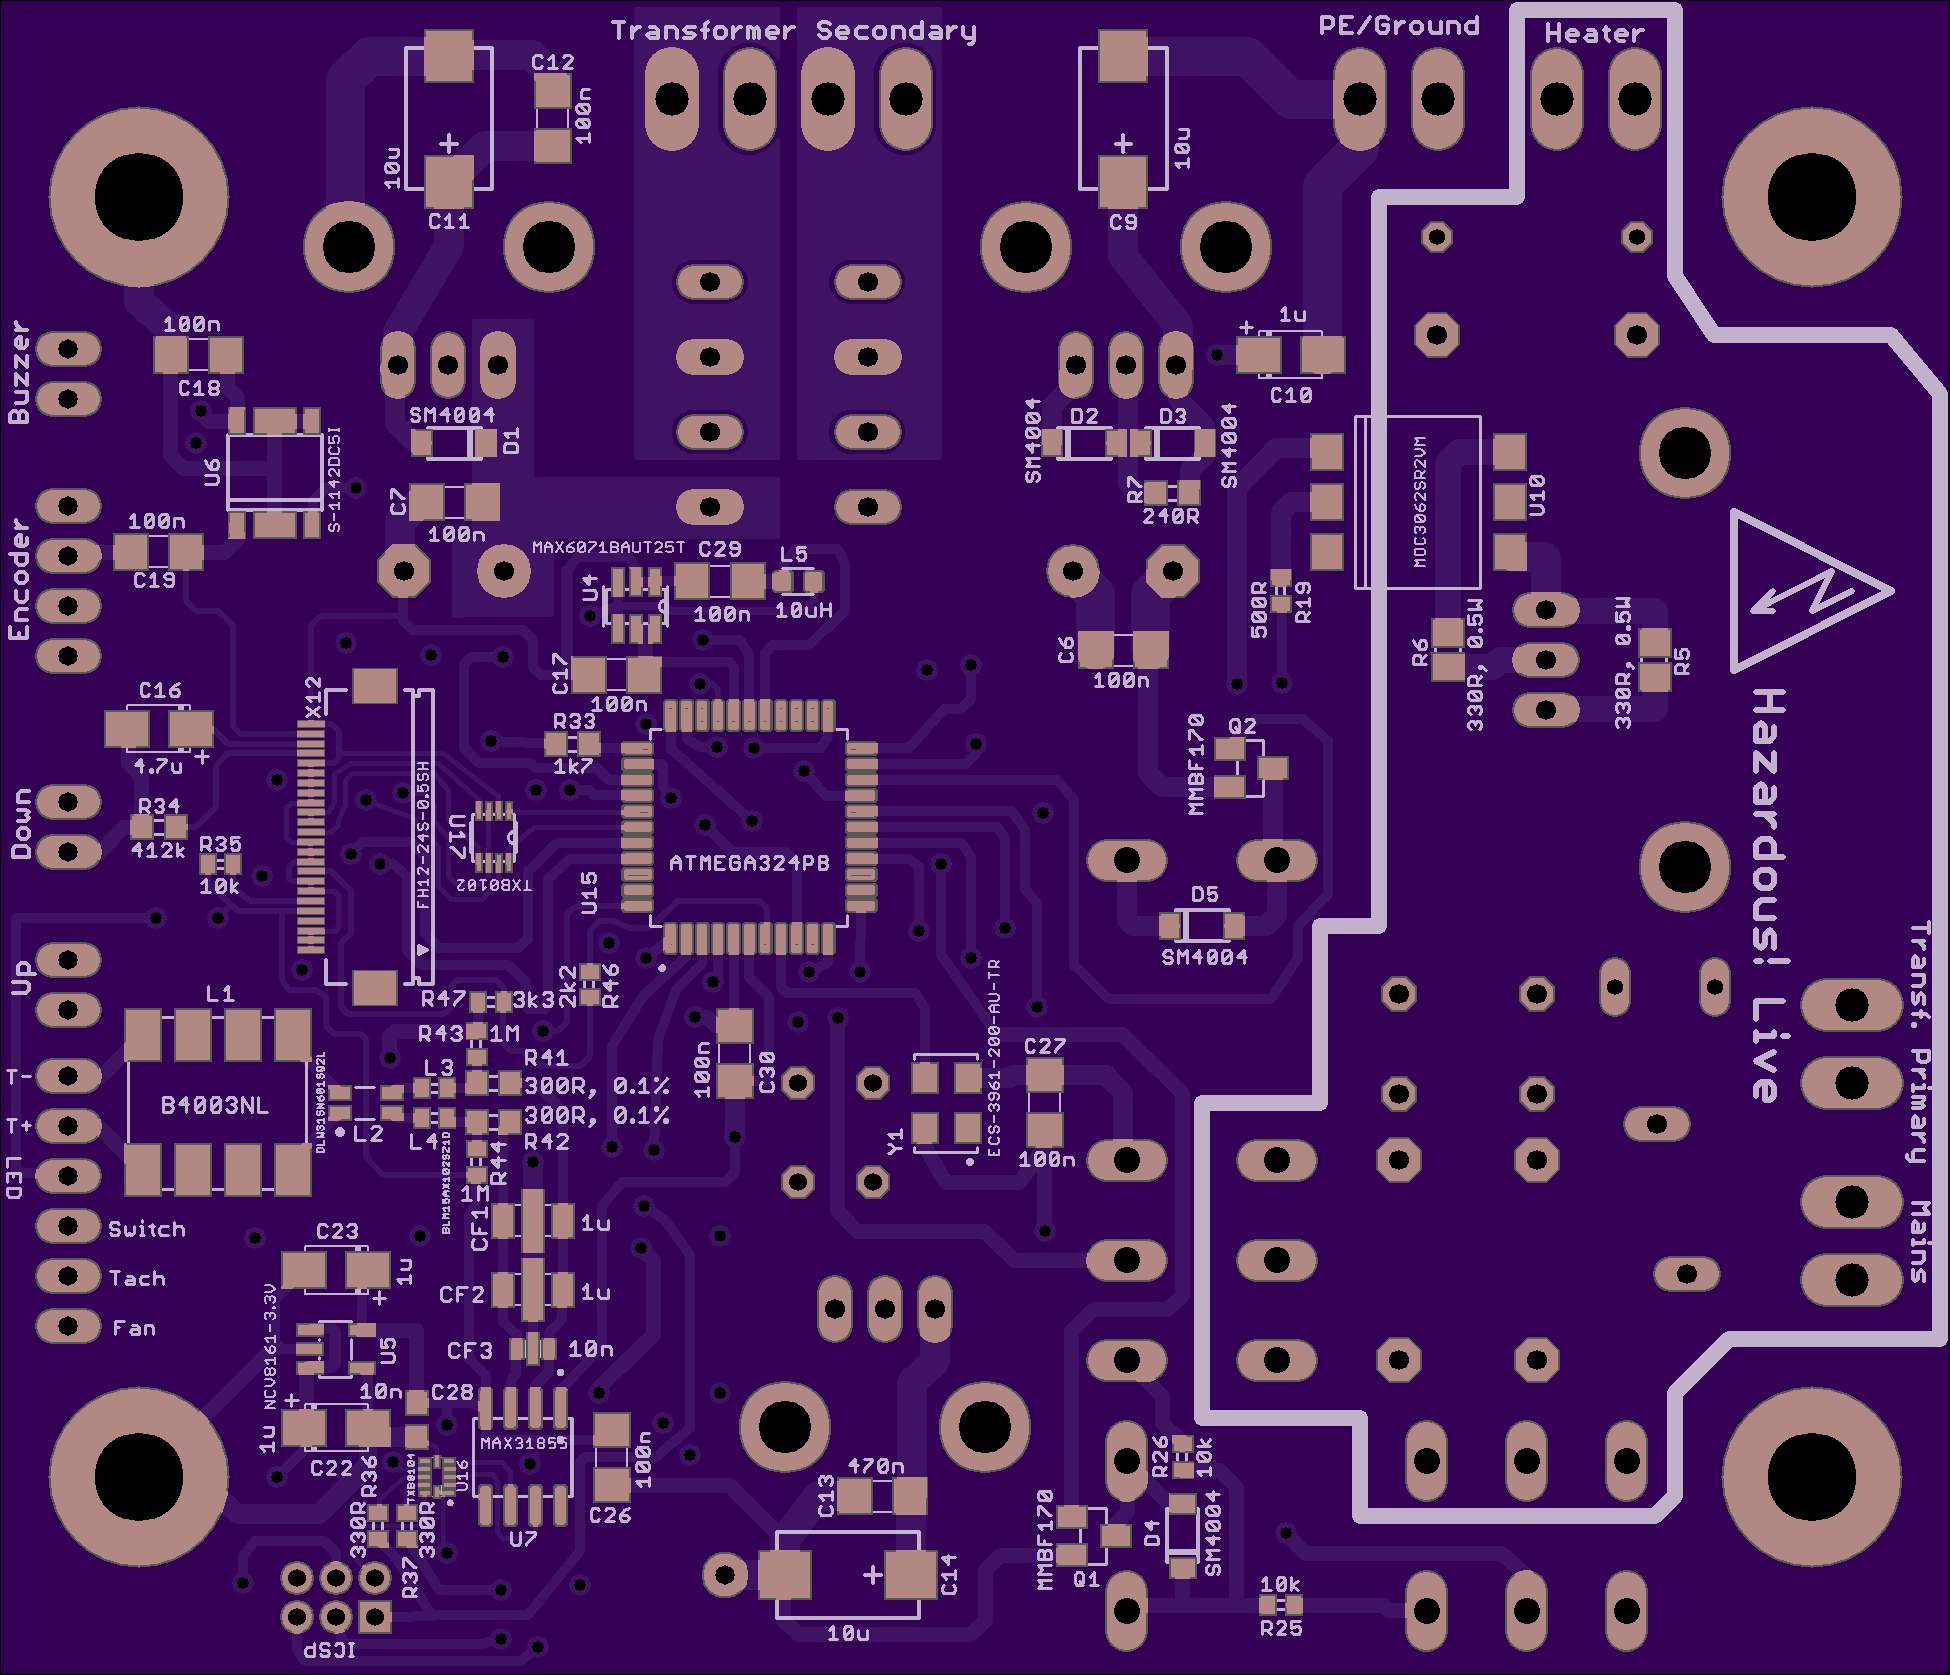 Transformer Secondary
PE/Ground
Heater
C12
100n
10u
C11
10u
C9
Buzzer
100n
C18
U6
S-1142DC5I
SM4004
D1
C7
100n
1u
C10
SM4004
D2
D3
SM4004
R7
240R
MOC3062SR2VM
U10
Encoder
100n
C19
MAX6071BAUT25T
C29
L5
U4
100n
10uH
C17
100n
C6
100n
500R
R19
R6
330R, 0.5W
330R, 0.5W
R5
C16
4.7u
X12
FH12-24S-0.5SH
R33
1k7
MMBF170
Q2
Down
R34
412k
R35
10k
U17
TXB0102
U15
ATMEGA324PB
D5
SM4004
Hazardous! Live
Up
L1
B4003NL
R47
3k3
2k2
R46
R43
1M
R41
300R, 0.1%
300R, 0.1%
R42
L3
L2
L4
R44
1M
100n
C30
Y1
ECS-3961-200-AU-TR
C27
100n
Transf. Primary
Mains
T-
T+
LED
Switch
Tach
Fan
C23
1u
CF1
1u
CF2
1u
CF3
10n
NCV8161-3.3V
U5
10n
C28
1u
C22
MAX31855
U7
100n
C26
R36
TXB0104
U16
330R
330R
R37
ICSP
470n
C13
C14
10u
MMBF170
Q1
R26
10k
D4
SM4004
10k
R25